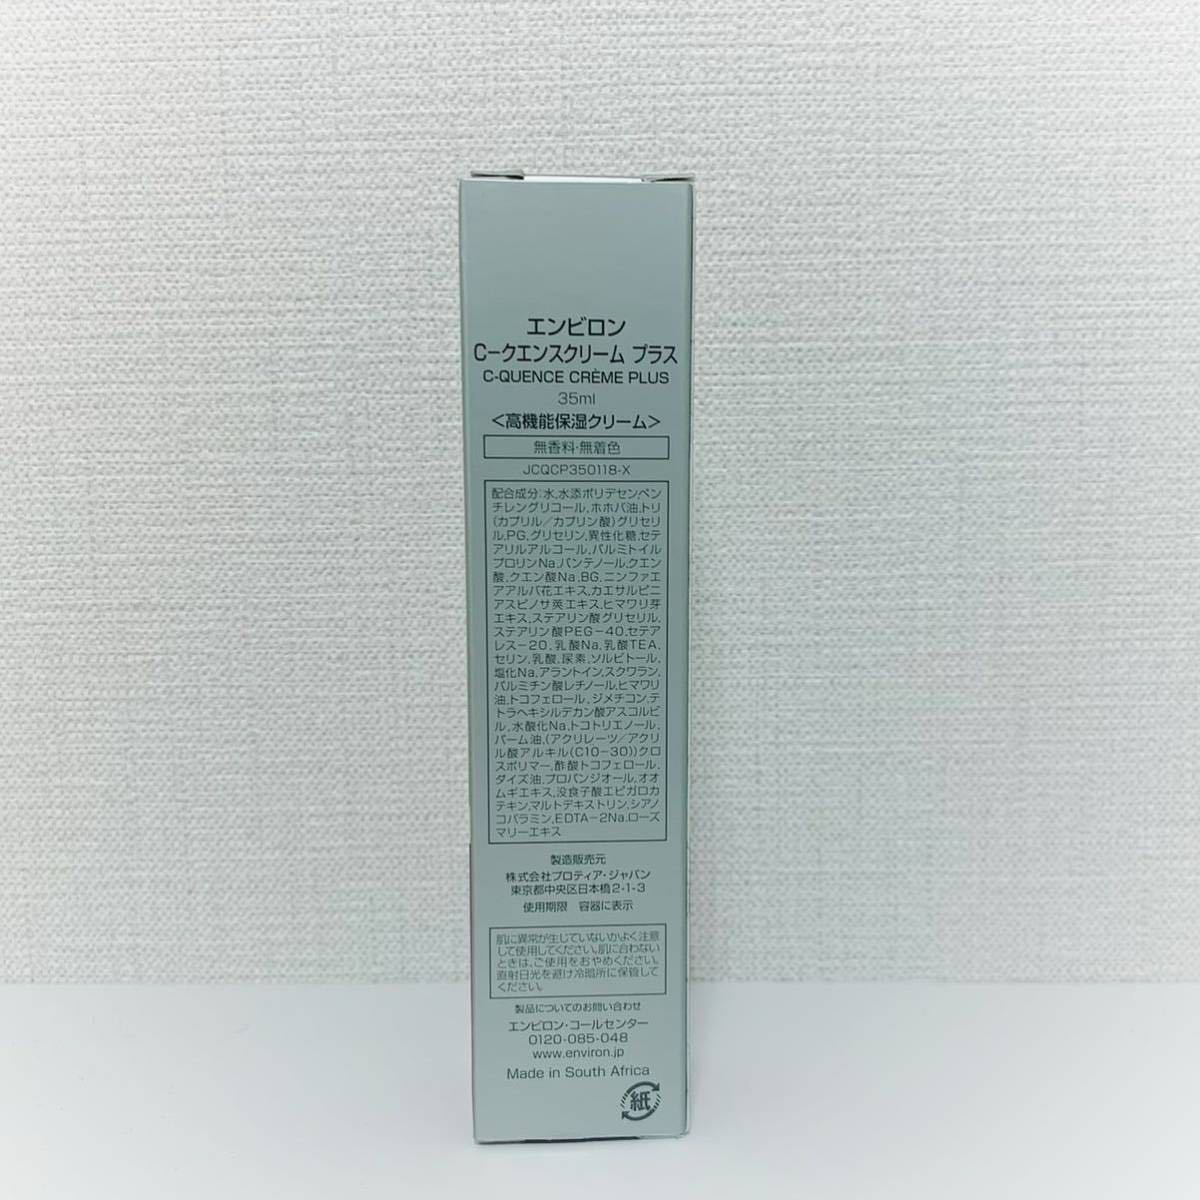 エンビロン
C-クエンスクリーム プラス
C-QUENCE CRÈME PLUS
35ml
<高機能保湿クリーム>
無香料・無着色
JCQCP350118-X
配合成分:水,水添ポリデセン,ペン
チレングリコール,ホホバ油,トリ
(カプリル/カプリン酸)グリセリ
ル,PG,グリセリン,異性化糖,セテ
アリルアルコール,パルミトイル
プロリンNa,パンテノール,クエン
酸,クエン酸Na,BG,ニンファエ
アアルバ花エキス,カエサルピニ
アスピノサ莢エキス,ヒマワリ芽
エキス,ステアリン酸グリセリル,
ステアリン酸PEG-40,セテア
レス-20,乳酸Na,乳酸TEA,
セリン,乳酸,尿素,ソルビトール,
塩化Na,アラントイン,スクワラン,
パルミチン酸レチノール,ヒマワリ
油,トコフェロール,ジメチコン,テ
トラヘキシルデカン酸アスコルビ
ル,水酸化Na,トコトリエノール,
パーム油,(アクリレーツ/アクリ
ル酸アルキル(C10-30))クロ
スポリマー,酢酸トコフェロール,
ダイズ油,プロパンジオール,オオ
ムギエキス,没食子酸エピガロカ
テキン,マルトデキストリン,シアノ
コバラミン,EDTA-2Na,ローズ
マリーエキス
製造販売元
株式会社プロティア・ジャパン
東京都中央区日本橋2-1-3
使用期限 容器に表示
肌に異常が生じていないかよく注意
して使用してください。肌に合わない
ときは、ご使用をおやめください。
直射日光を避け冷暗所に保管して
ください。
製品についてのお問い合わせ
エンビロン・コールセンター
0120-085-048
www.environ.jp
Made in South Africa
紙